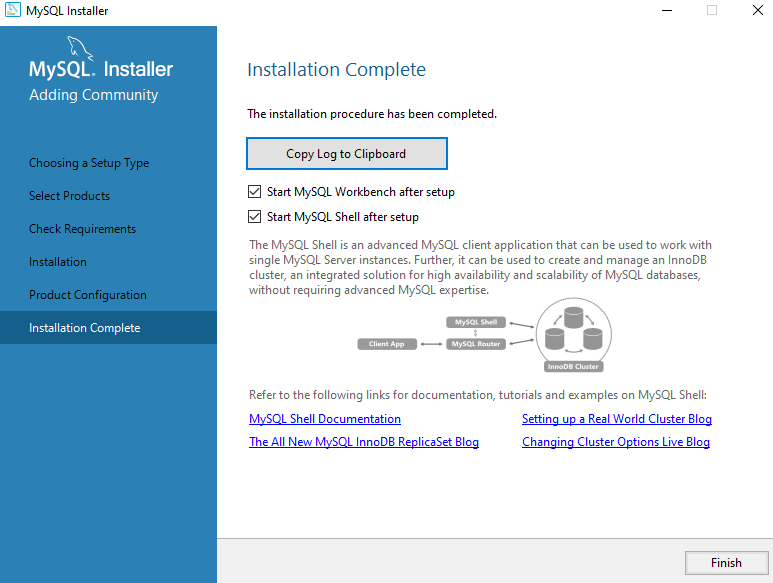 MySQL Installer
MySQL. Installer
Adding Community
Choosing a Setup Type
Select Products
Check Requirements
Installation
Product Configuration
Installation Complete
Installation Complete
The installation procedure has been completed.
Copy Log to Clipboard
Start MySQL Workbench after setup
Start MySQL Shell after setup
The MySQL Shell is an advanced MySQL client application that can be used to work with
single MySQL Server instances. Further, it can be used to create and manage an InnoDB
cluster, an integrated solution for high availability and scalability of MySQL databases,
without requiring advanced MySQL expertise.
MySQL Shell
Client App
MySQL Router
InnoDB Cluster
Refer to the following links for documentation, tutorials and examples on MySQL Shell:
MySQL Shell Documentation
Setting up a Real World Cluster Blog
The All New MySQL InnoDB ReplicaSet Blog
Changing Cluster Options Live Blog
Finish